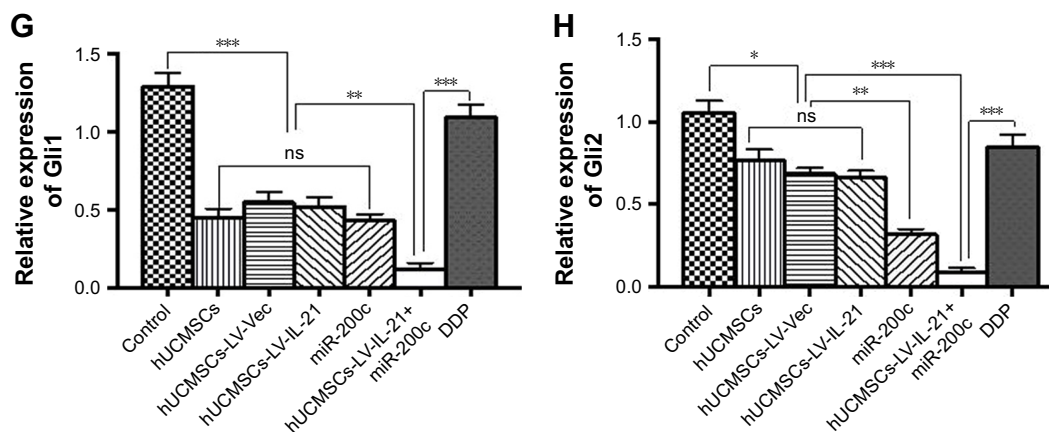 G
Relative expression
of Gli1
1.5
1.0
0.5
0.0
***
**
***
ns
Control
hUCMSCs
hUCMSCs-LV-Vec
hUCMSCs-LV-IL-21
miR-200c
hUCMSCs-LV-IL-21+
miR-200c
DDP
H
Relative expression
of Gli2
1.5
1.0
0.5
0.0
*
***
**
***
ns
Control
hUCMSCs
hUCMSCs-LV-Vec
hUCMSCs-LV-IL-21
miR-200c
hUCMSCs-LV-IL-21+
miR-200c
DDP